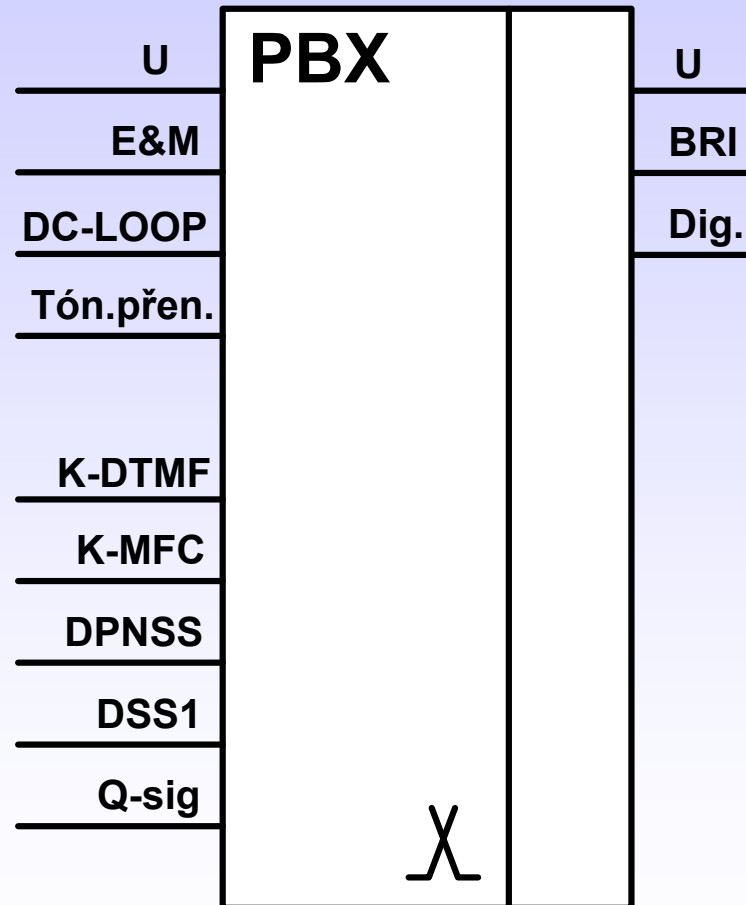 PBX
U
E&M
DC-LOOP
Tón.přen.
K-DTMF
K-MFC
DPNSS
DSS1
Q-sig
U
BRI
Dig.